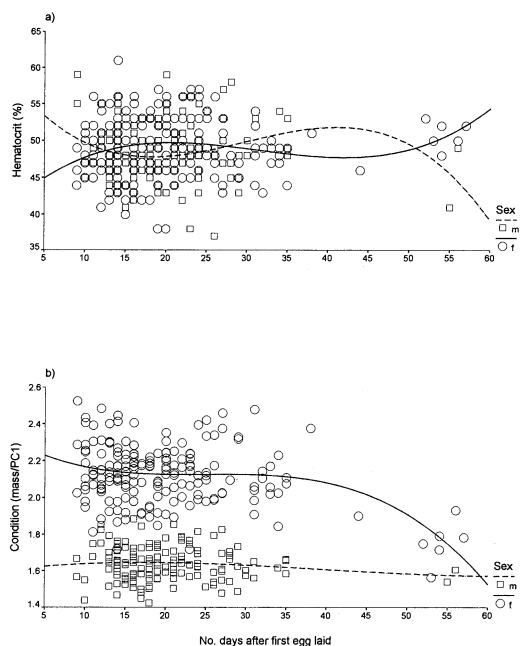 a)
65
60
55
50
45
40
35
Hematocrit (%)
5 10 15 20 25 30 35 40 45 50 55 60
Sex
m
f
b)
2.6
2.4
2.2
2.0
1.8
1.6
1.4
Condition (mass/PC1)
5 10 15 20 25 30 35 40 45 50 55 60
Sex
m
f
No. days after first egg laid